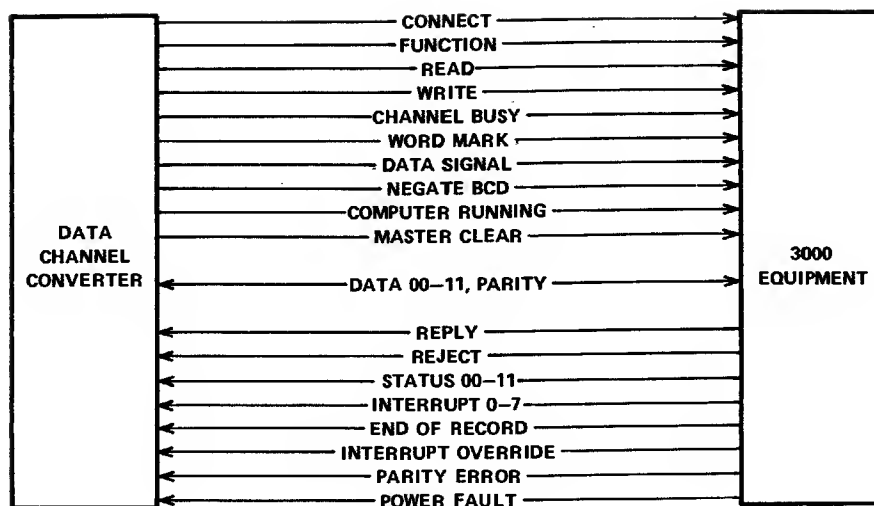 CONNECT
FUNCTION
READ
WRITE
CHANNEL BUSY
WORD MARK
DATA SIGNAL
NEGATE BCD
COMPUTER RUNNING
MASTER CLEAR
DATA
CHANNEL
CONVERTER
3000
EQUIPMENT
DATA 00–11, PARITY
REPLY
REJECT
STATUS 00–11
INTERRUPT 0–7
END OF RECORD
INTERRUPT OVERRIDE
PARITY ERROR
POWER FAULT